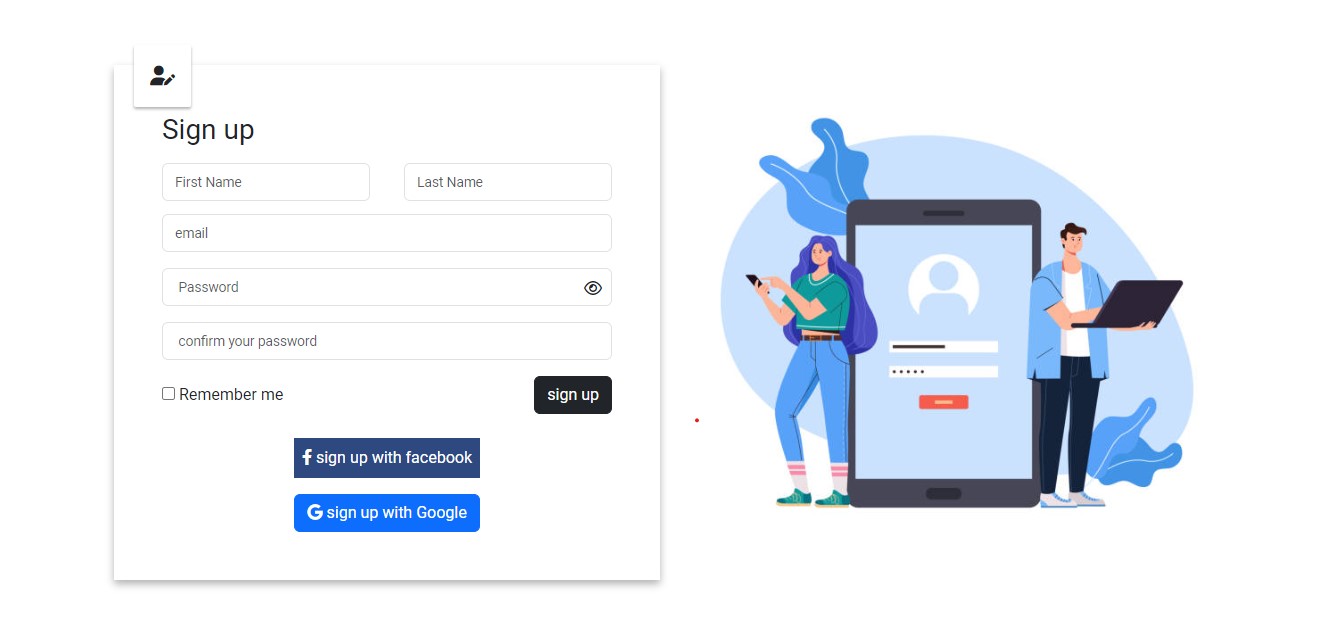 Sign up
First Name
Last Name
email
Password
confirm your password
Remember me
sign up
sign up with facebook
sign up with Google